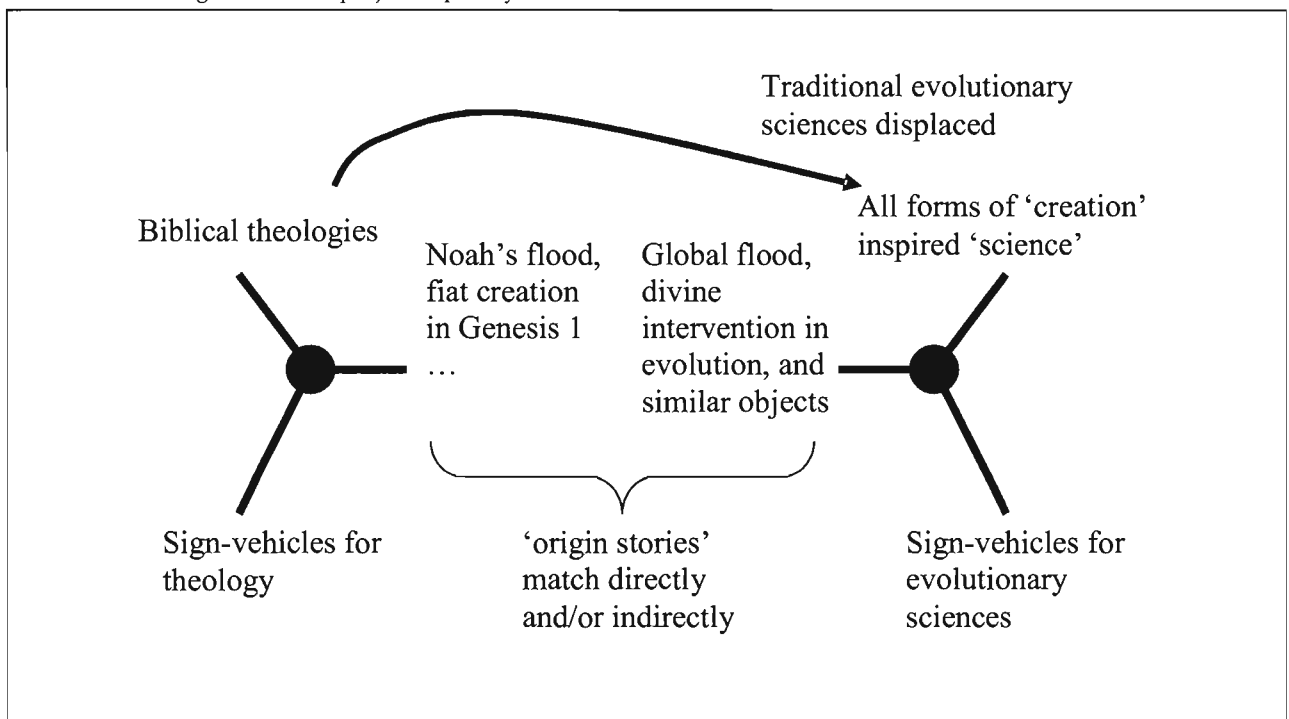 Traditional evolutionary
sciences displaced
Biblical theologies
All forms of ‘creation’
inspired ‘science’
Noah’s flood,
fiat creation
in Genesis 1
…
Global flood,
divine
intervention in
evolution, and
similar objects
Sign-vehicles for
theology
‘origin stories’
match directly
and/or indirectly
Sign-vehicles for
evolutionary
sciences